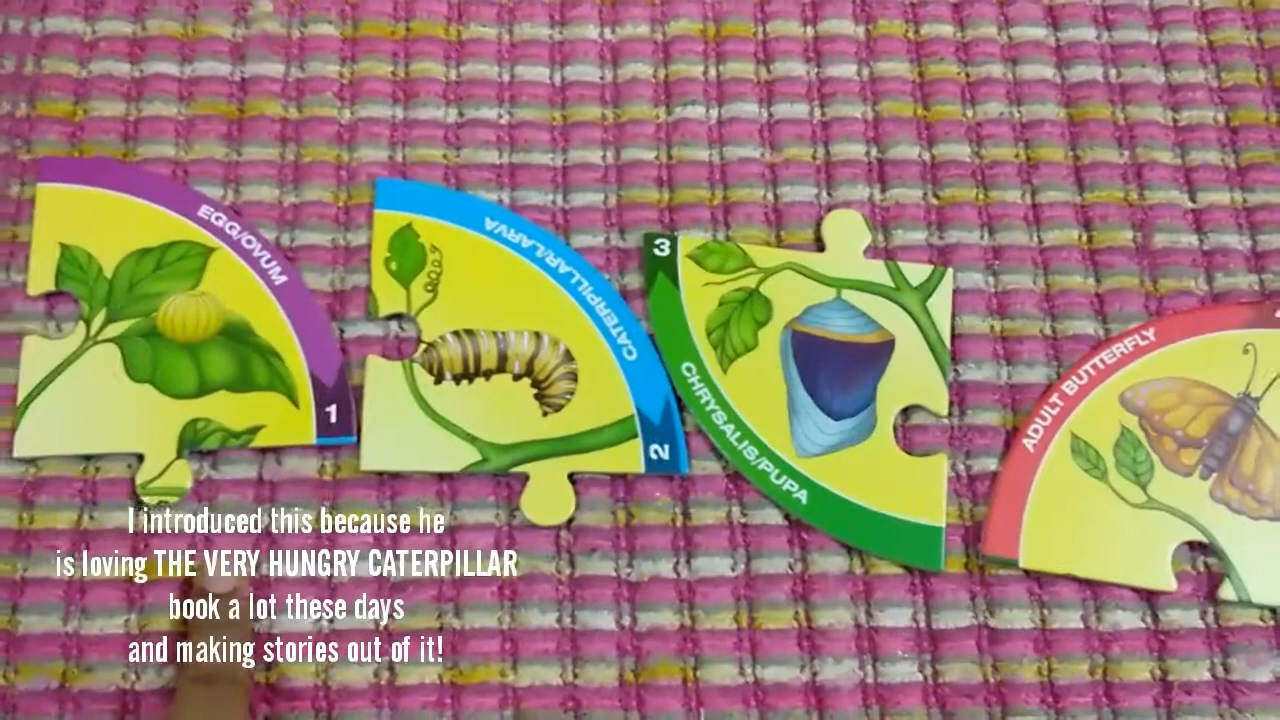 EGG/OVUM
1
CATERPILLAR/LARVA
2
3
CHRYSALIS/PUPA
ADULT BUTTERFLY
I introduced this because he
is loving THE VERY HUNGRY CATERPILLAR
book a lot these days
and making stories out of it!